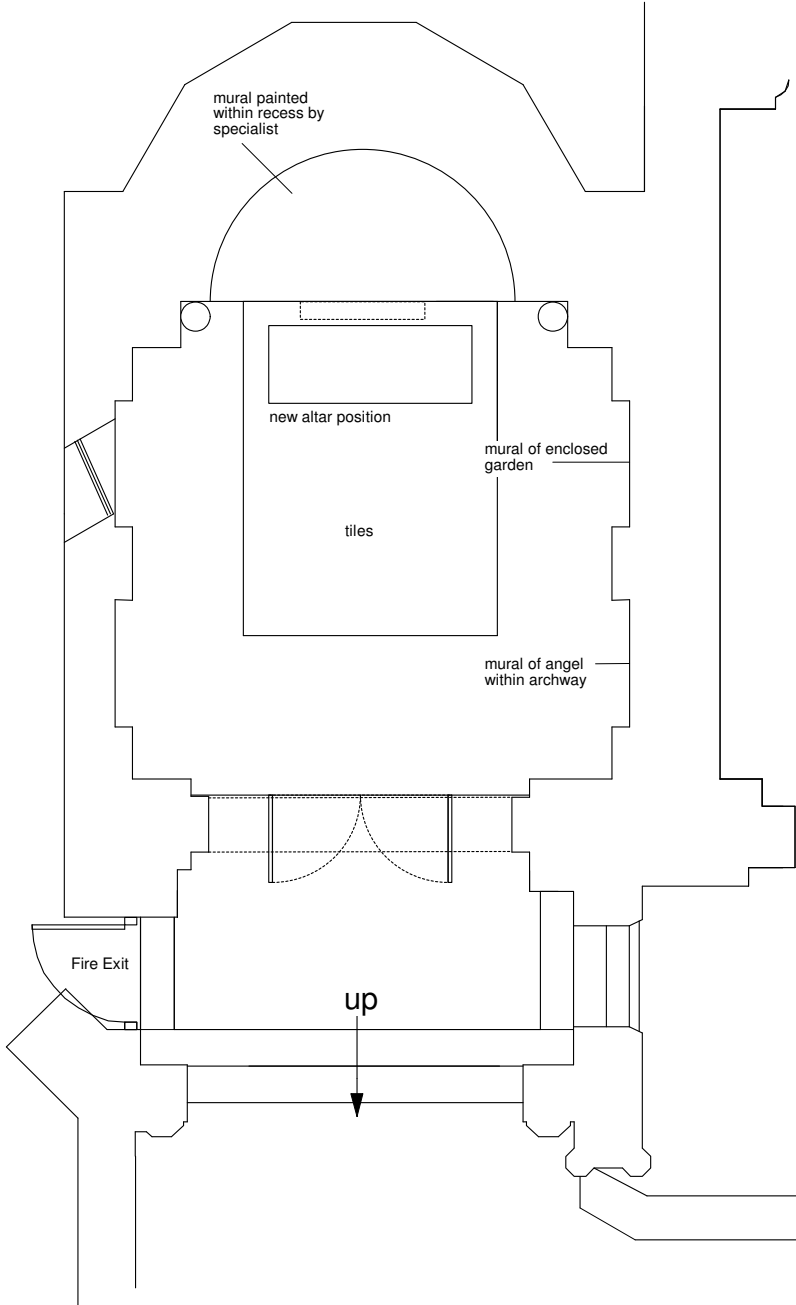 mural painted
within recess by
specialist
new altar position
mural of enclosed
garden
tiles
mural of angel
within archway
Fire Exit
up